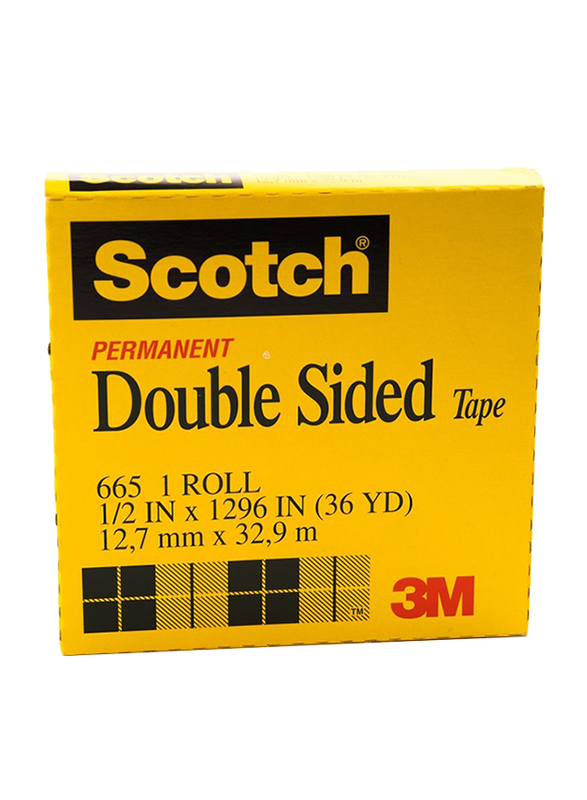 Scotch
Scotch®
PERMANENT
Double Sided Tape
665 1 ROLL
1/2 IN x 1296 IN (36 YD)
12,7 mm x 32,9 m
TM
3M